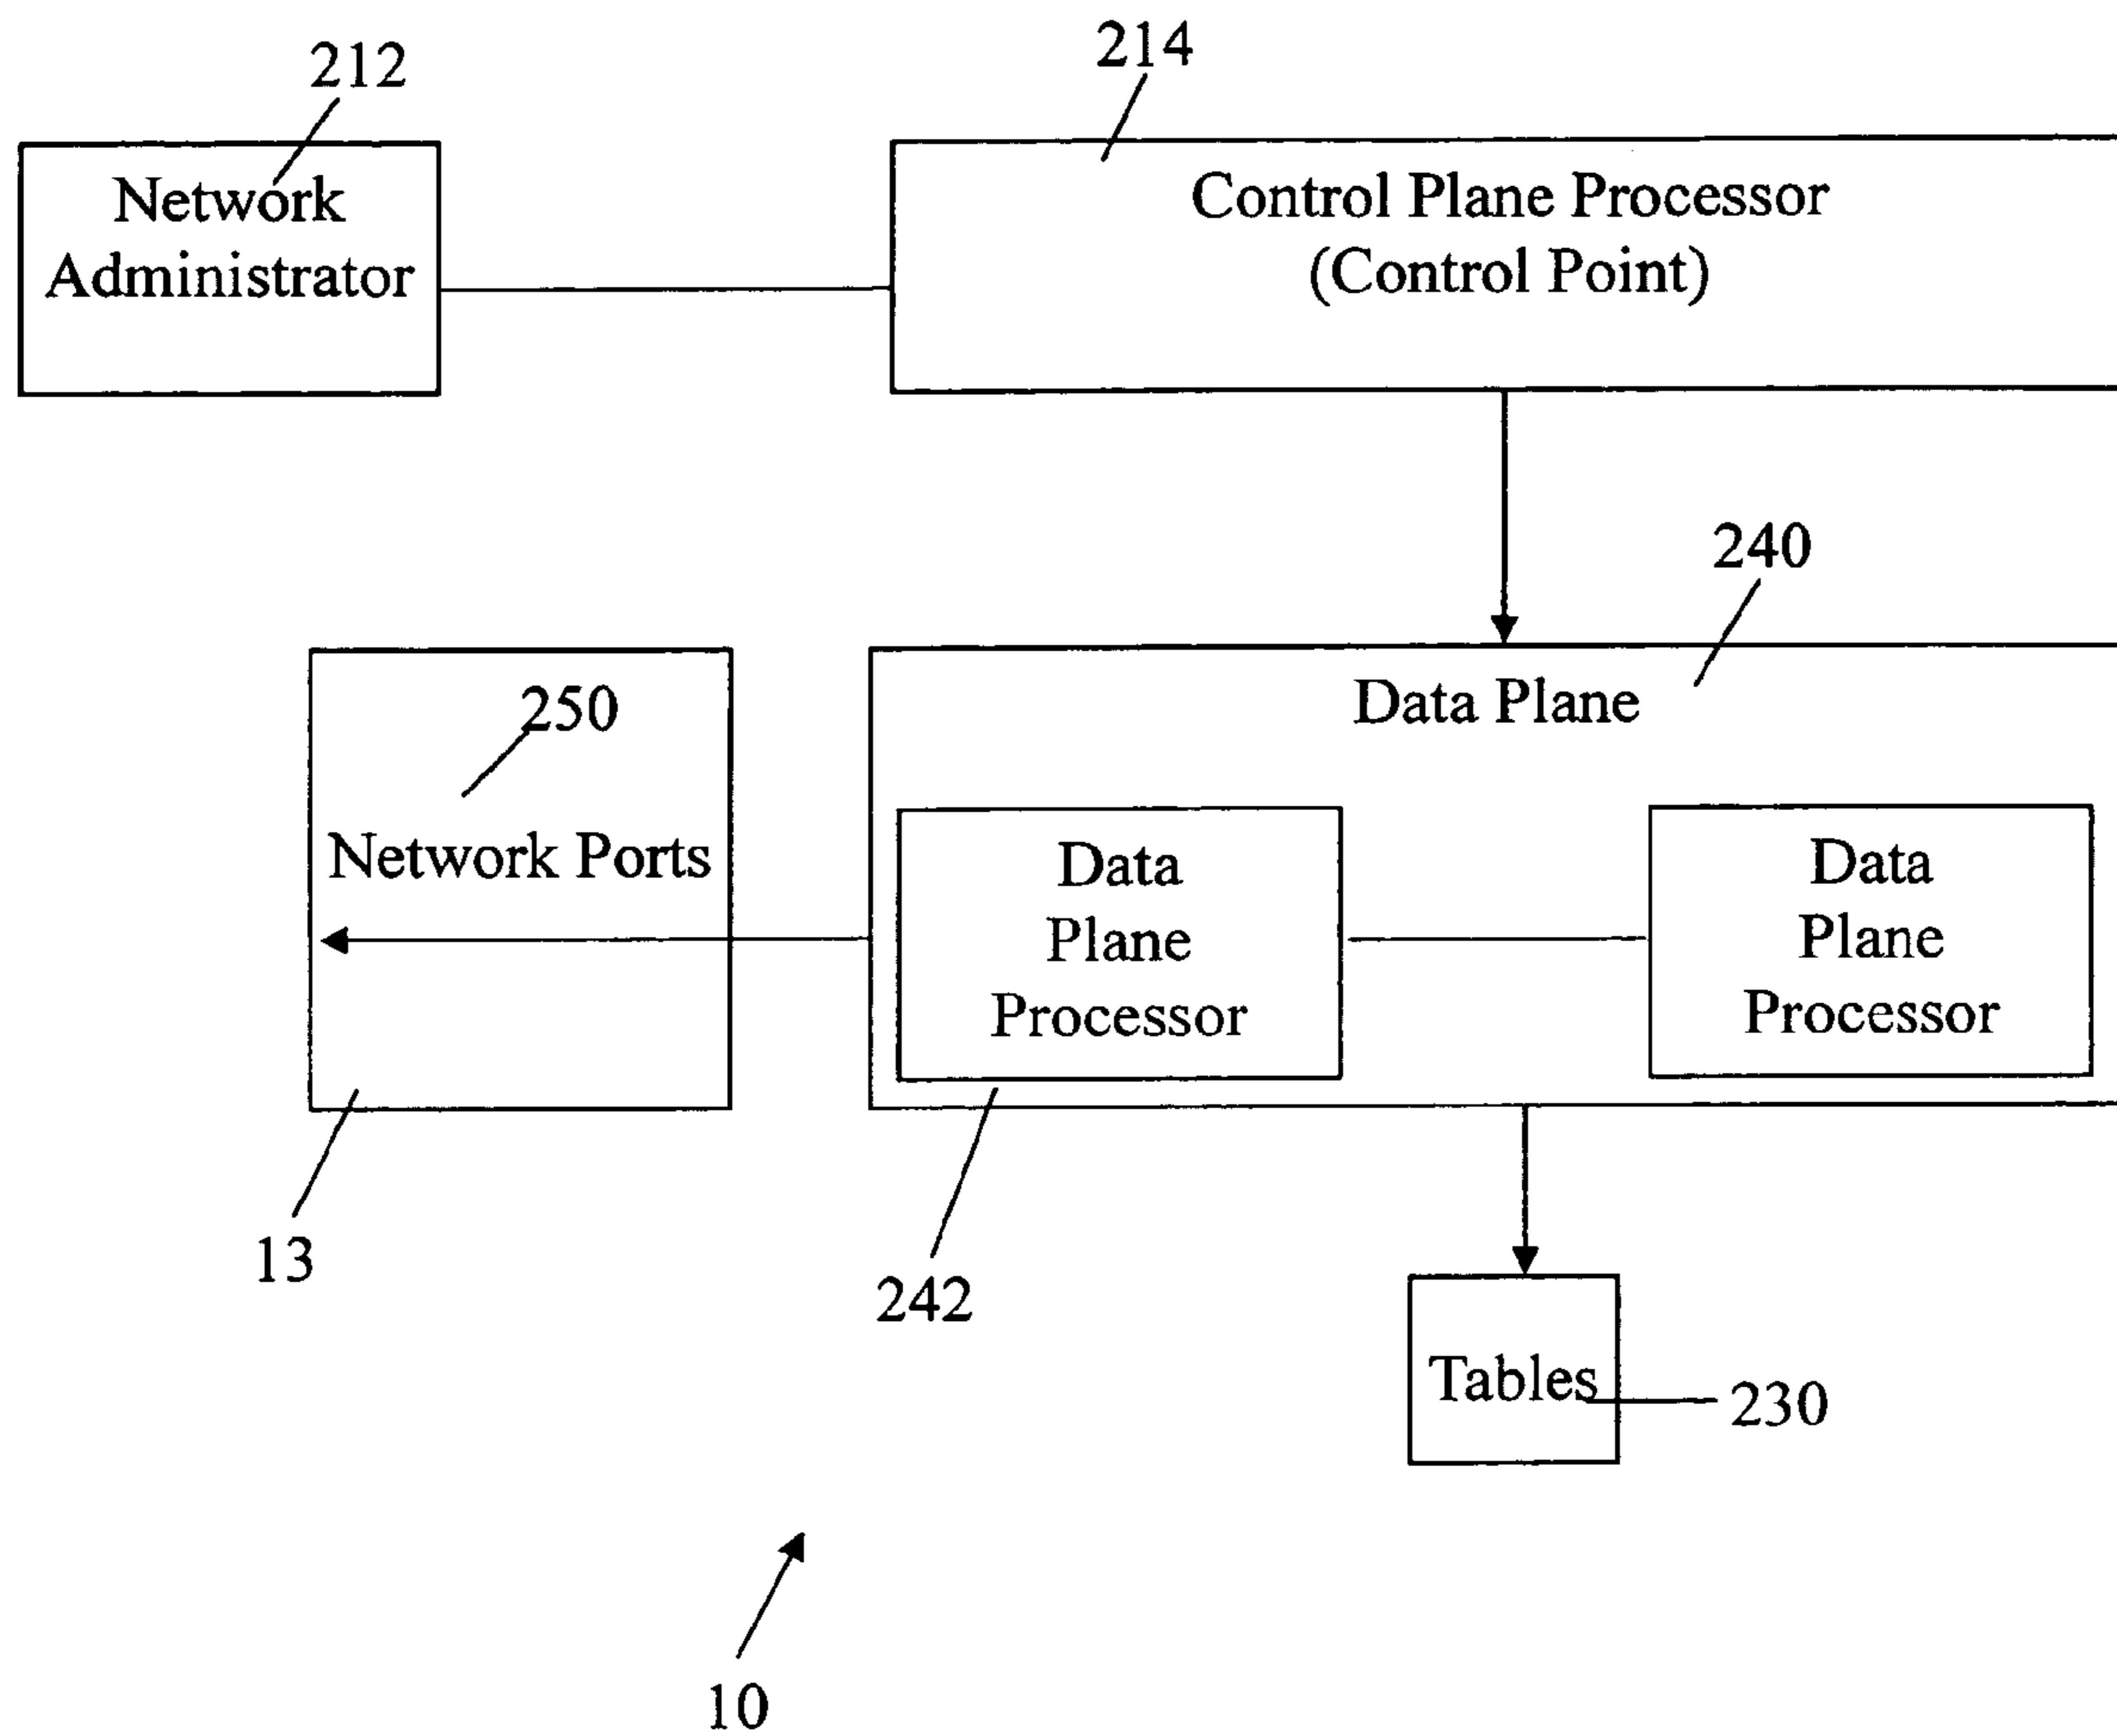 212
214
Network
Administrator
Control Plane Processor
(Control Point)
240
Data Plane
250
Network Ports
Data
Plane
Processor
Data
Plane
Processor
13
242
Tables
230
10